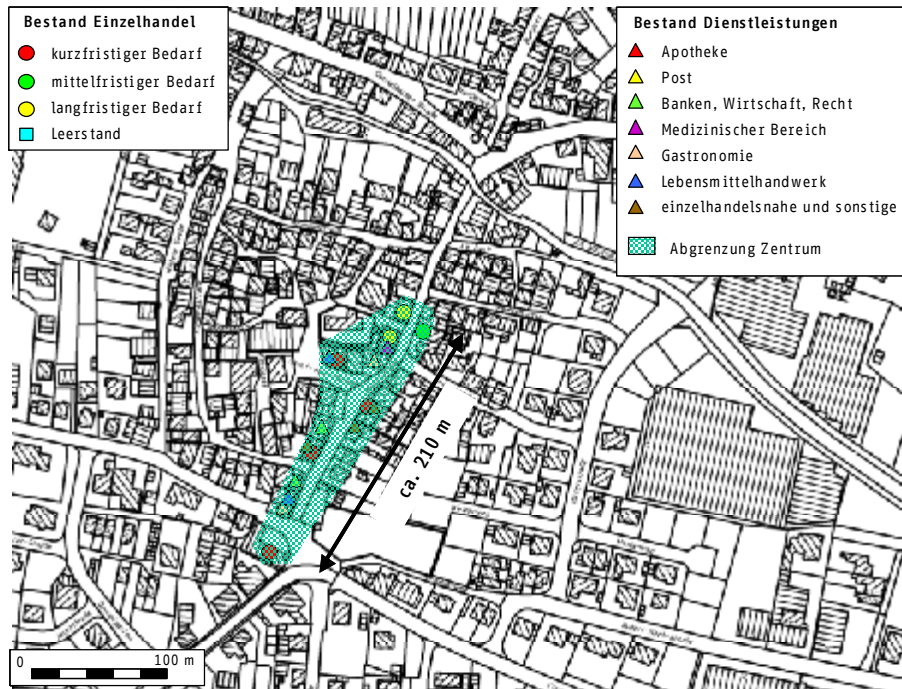 Bestand Einzelhandel
kurzfristiger Bedarf
mittelfristiger Bedarf
langfristiger Bedarf
Leerstand
Bestand Dienstleistungen
Apotheke
Post
Banken, Wirtschaft, Recht
Medizinischer Bereich
Gastronomie
Lebensmittelhandwerk
einzelhandelsnahe und sonstige
Abgrenzung Zentrum
ca. 210 m
0 100 m